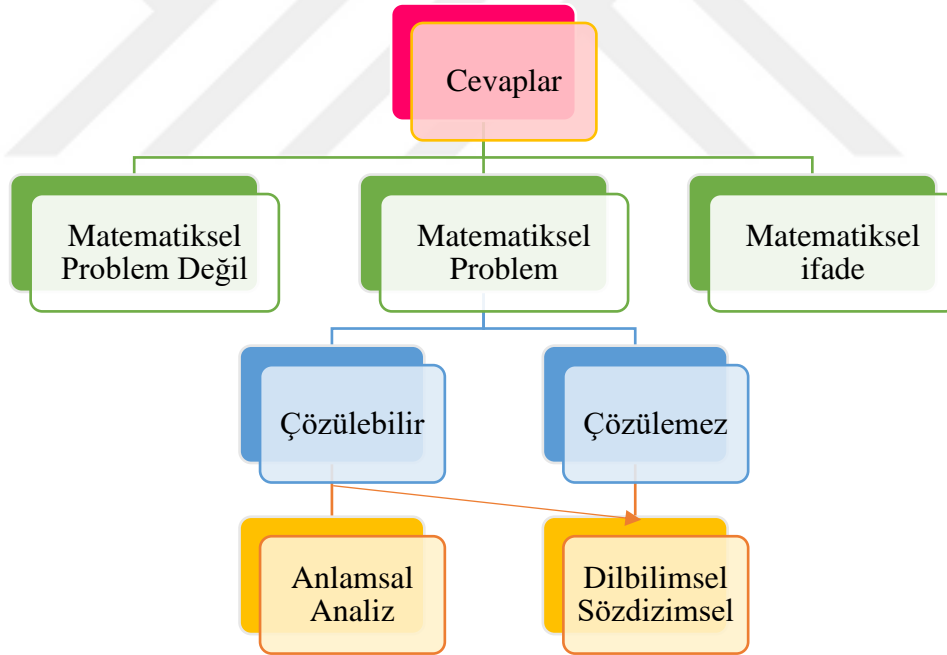 Cevaplar
Matematiksel
Problem Değil
Matematiksel
Problem
Matematiksel
ifade
Çözülebilir
Çözülemez
Anlamsal
Analiz
Dilbilimsel
Sözdizimsel